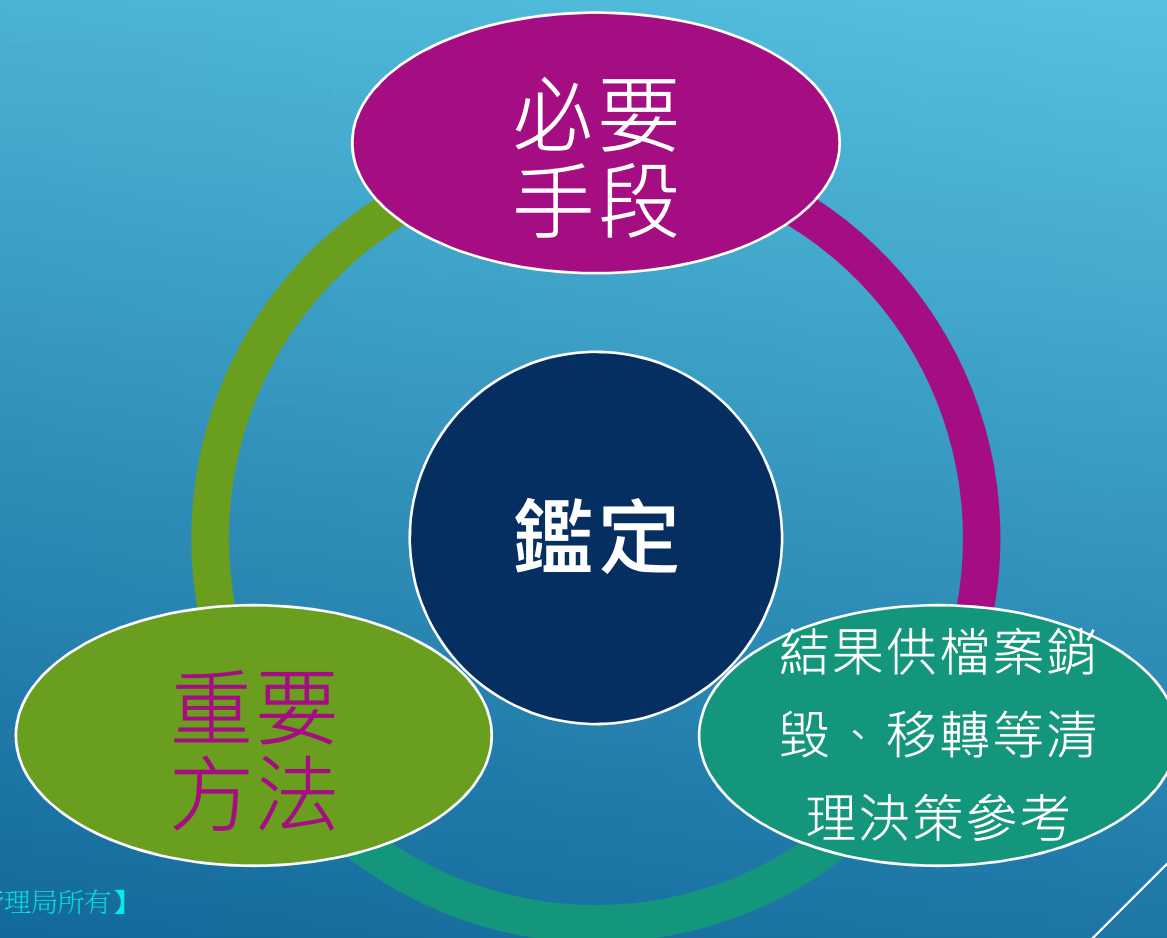 必要
手段
鑑定
重要
方法
結果供檔案銷
毀、移轉等清
理決策參考
管理局所有】